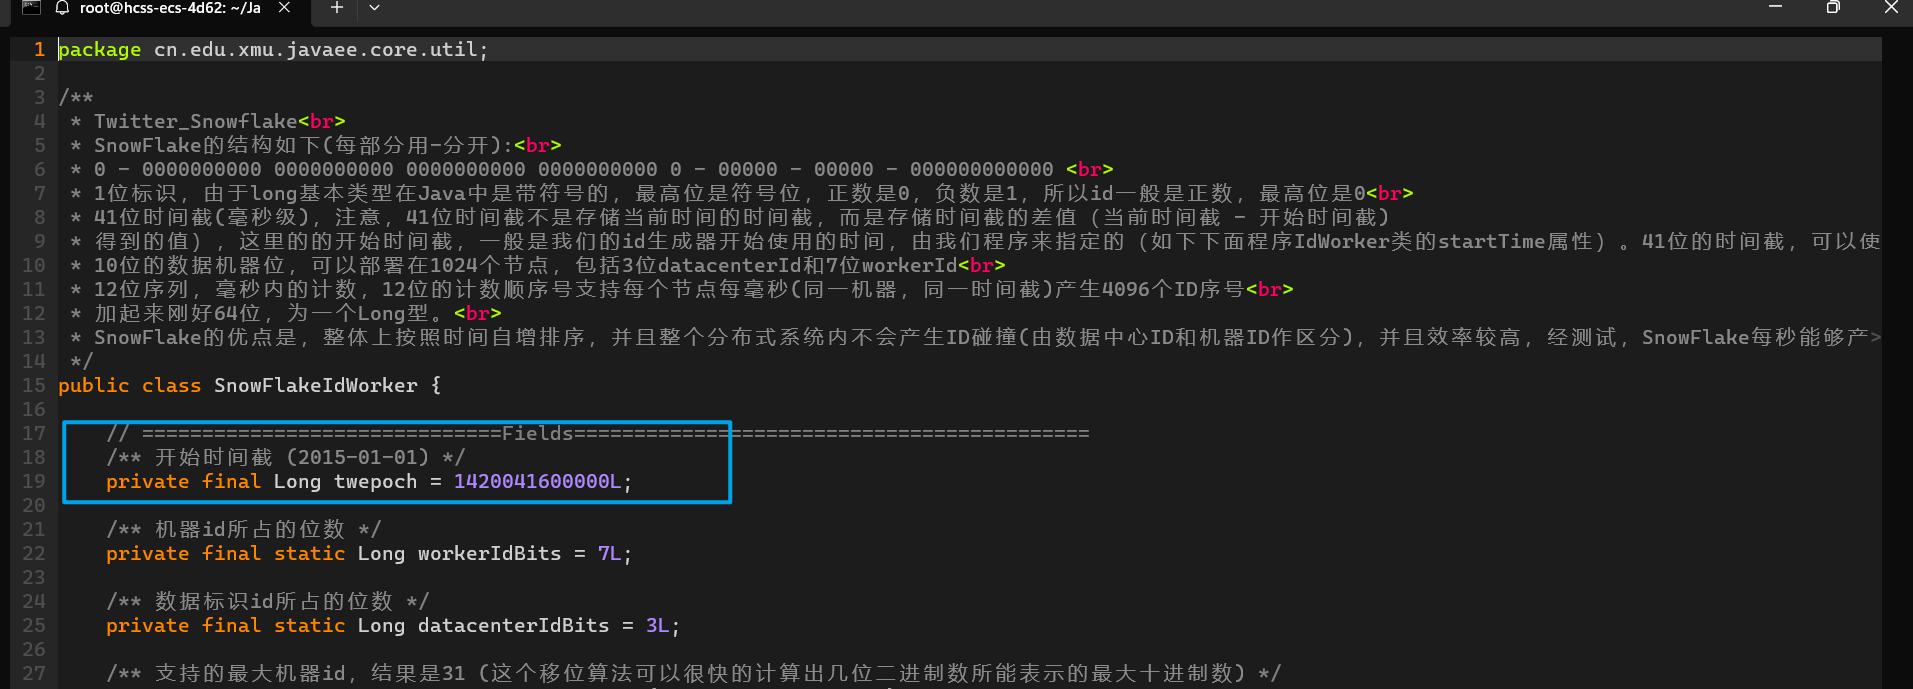 root@hcss-ecs-4d62: ~/Ja
1 package cn.edu.xmu.javaee.core.util;
2
3 /**
4 * Twitter_Snowflake<br>
5 * SnowFlake的结构如下(每部分用-分开):<br>
6 * 0 - 0000000000 0000000000 0000000000 0000000000 0 - 00000 - 00000 - 000000000000 <br>
7 * 1位标识，由于long基本类型在Java中是带符号的，最高位是符号位，正数是0，负数是1，所以id一般是正数，最高位是0<br>
8 * 41位时间截(毫秒级)，注意，41位时间截不是存储当前时间的时间截，而是存储时间截的差值（当前时间截 - 开始时间截)
9 * 得到的值），这里的的开始时间截，一般是我们的id生成器开始使用的时间，由我们程序来指定的（如下下面程序IdWorker类的startTime属性）。41位的时间截，可以使
10 * 10位的数据机器位，可以部署在1024个节点，包括3位datacenterId和7位workerId<br>
11 * 12位序列，毫秒内的计数，12位的计数顺序号支持每个节点每毫秒(同一机器，同一时间截)产生4096个ID序号<br>
12 * 加起来刚好64位，为一个Long型。<br>
13 * SnowFlake的优点是，整体上按照时间自增排序，并且整个分布式系统内不会产生ID碰撞(由数据中心ID和机器ID作区分)，并且效率较高，经测试，SnowFlake每秒能够产>
14 */
15 public class SnowFlakeIdWorker {
16
17 // ==============================Fields===========================================
18 /** 开始时间截 (2015-01-01) */
19 private final Long twepoch = 1420041600000L;
20
21 /** 机器id所占的位数 */
22 private final static Long workerIdBits = 7L;
23
24 /** 数据标识id所占的位数 */
25 private final static Long datacenterIdBits = 3L;
26
27 /** 支持的最大机器id，结果是31 (这个移位算法可以很快的计算出几位二进制数所能表示的最大十进制数) */